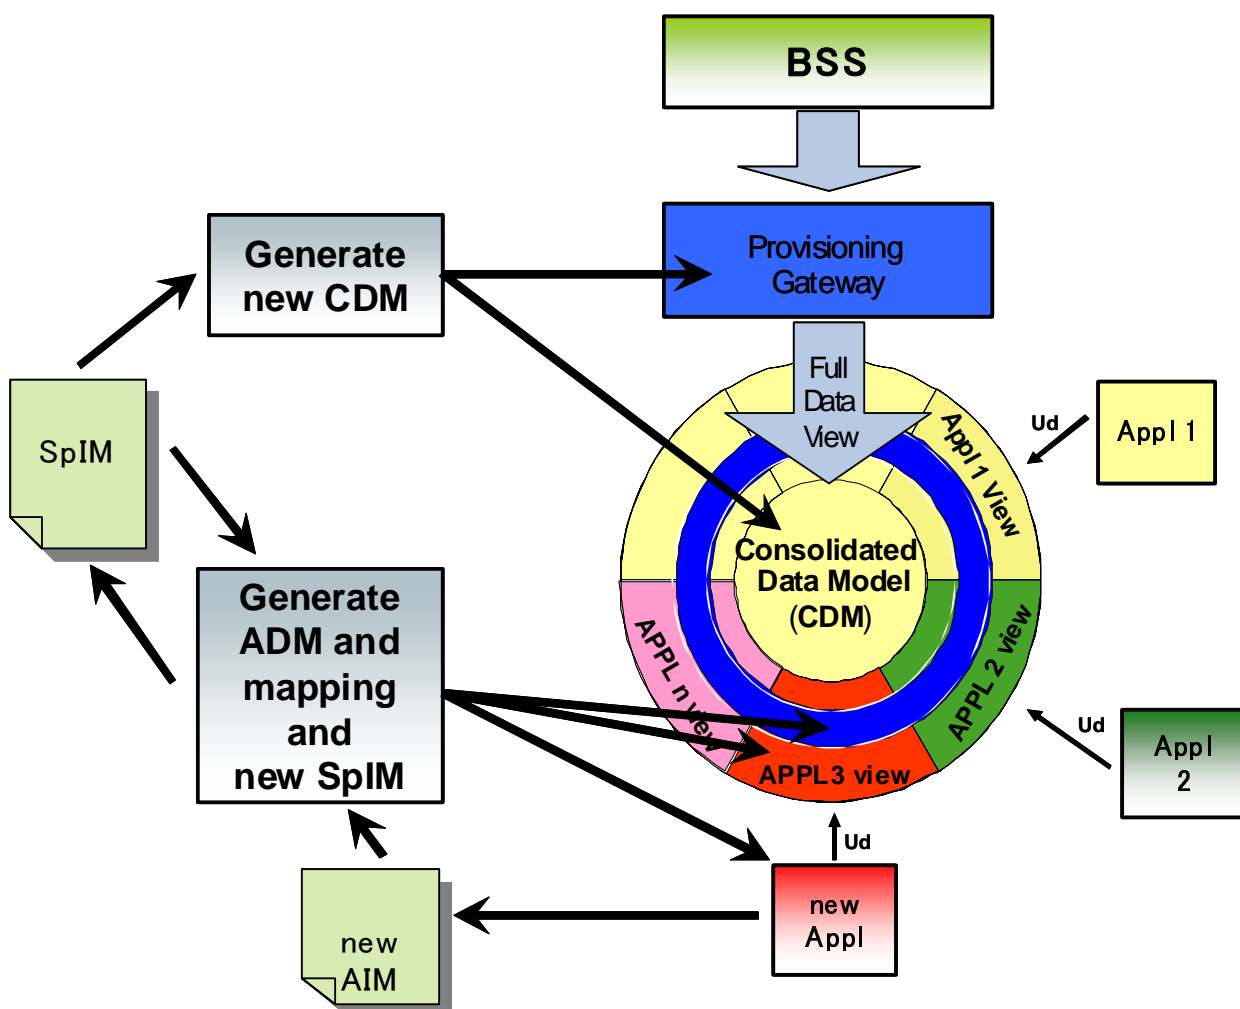 BSS
Provisioning
Gateway
Generate
new CDM
Full
Data
View
SpIM
Appl 1 View
Ud
Appl 1
Consolidated
Data Model
(CDM)
Generate
ADM and
mapping
and
new SpIM
APPL n view
APPL 2 view
APPL3 view
Ud
Appl
2
Ud
new
Appl
new
AIM